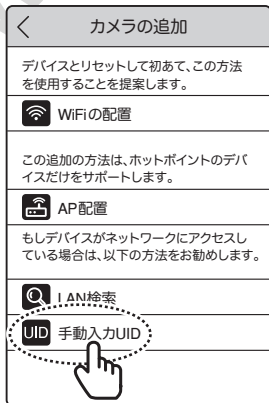 カメラの追加
デバイスとリセットして初あて、この方法
を使用することを提案します。
WiFiの配置
この追加の方法は、ホットポイントのデバ
イスだけをサポートします。
AP配置
もしデバイスがネットワークにアクセスし
ている場合は、以下の方法をお勧めします。
LAN検索
UID 手動入力UID